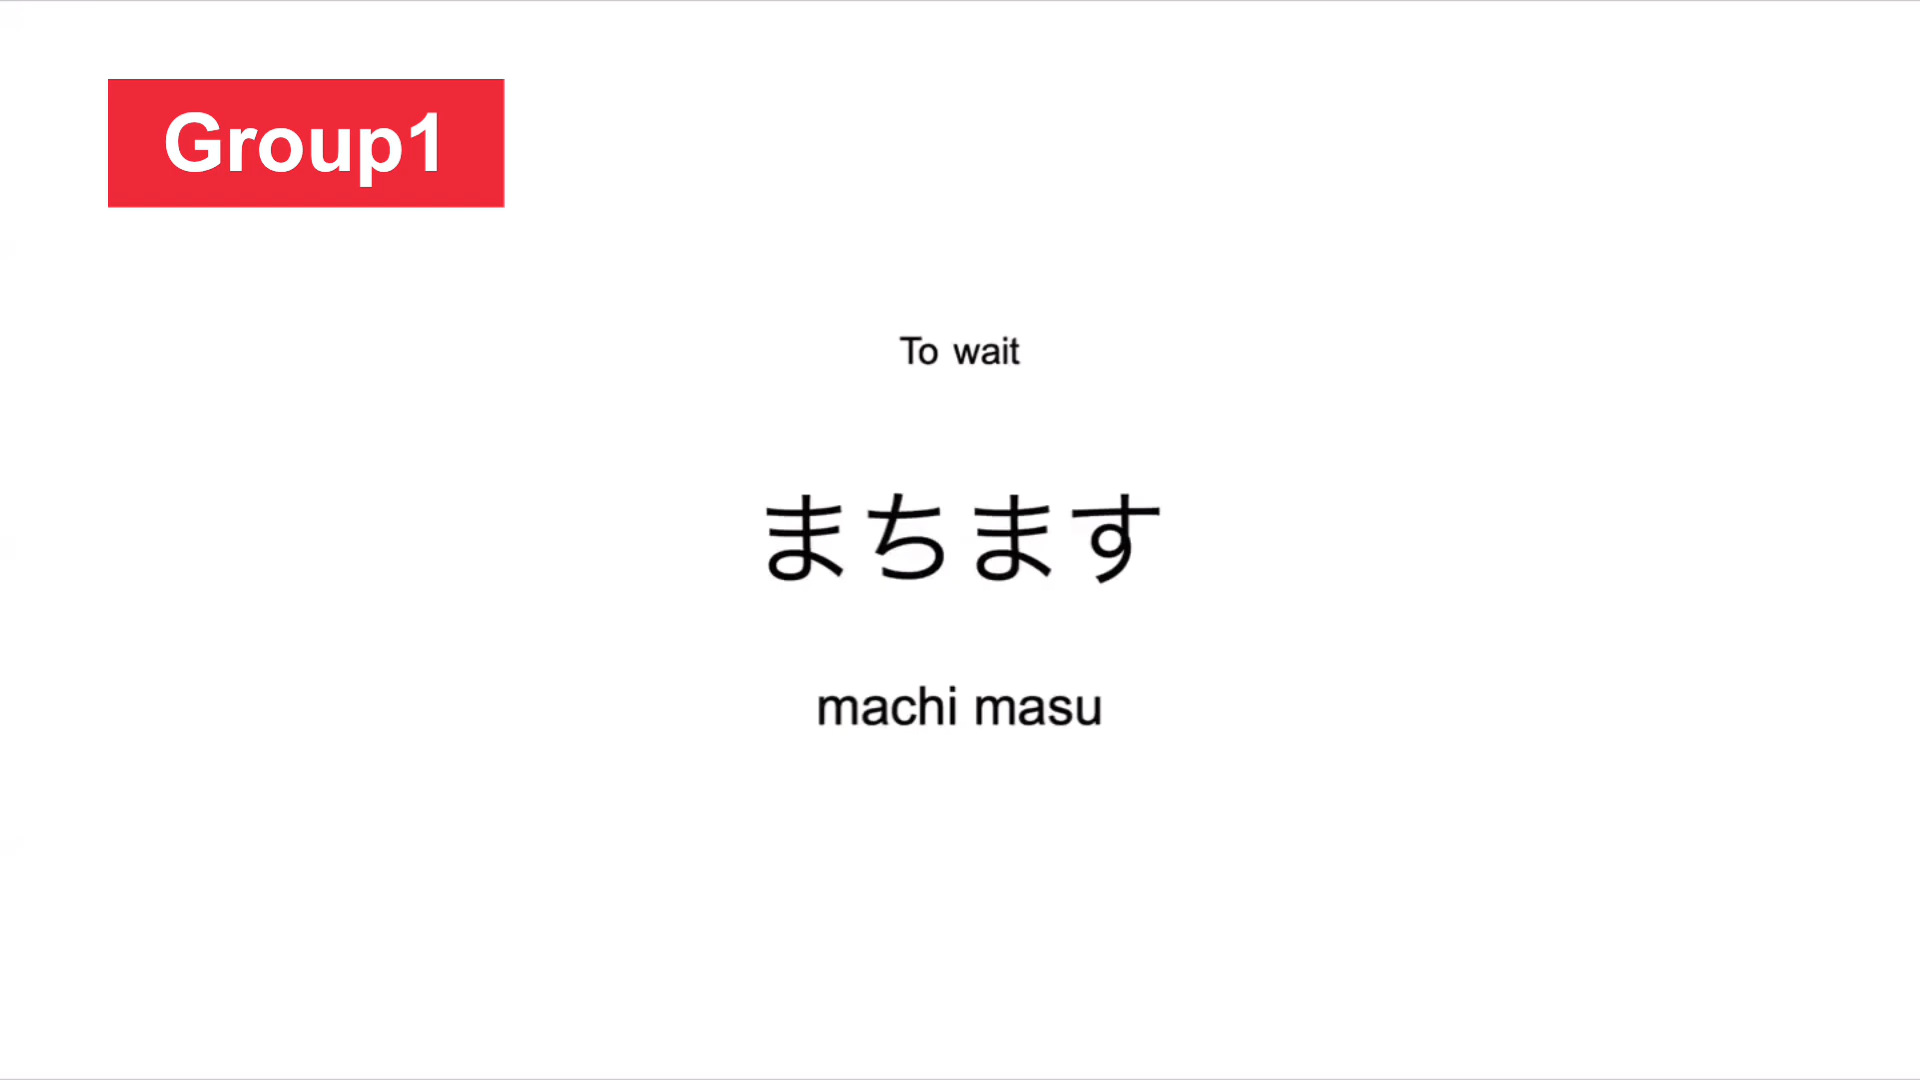 Group1
To wait
まちます
machi masu